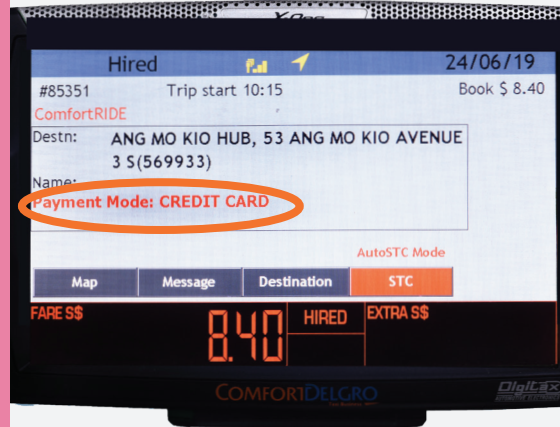 Hired 24/06/19
#85351 Trip start 10:15 Book $ 8.40
ComfortRIDE
Destn: ANG MO KIO HUB, 53 ANG MO KIO AVENUE
3 S(569933)
Name:
Payment Mode: CREDIT CARD
AutoSTC Mode
Map Message Destination STC
FARE S$ 8.40 HIRED EXTRA S$
COMFORTDELGRO DigiTax